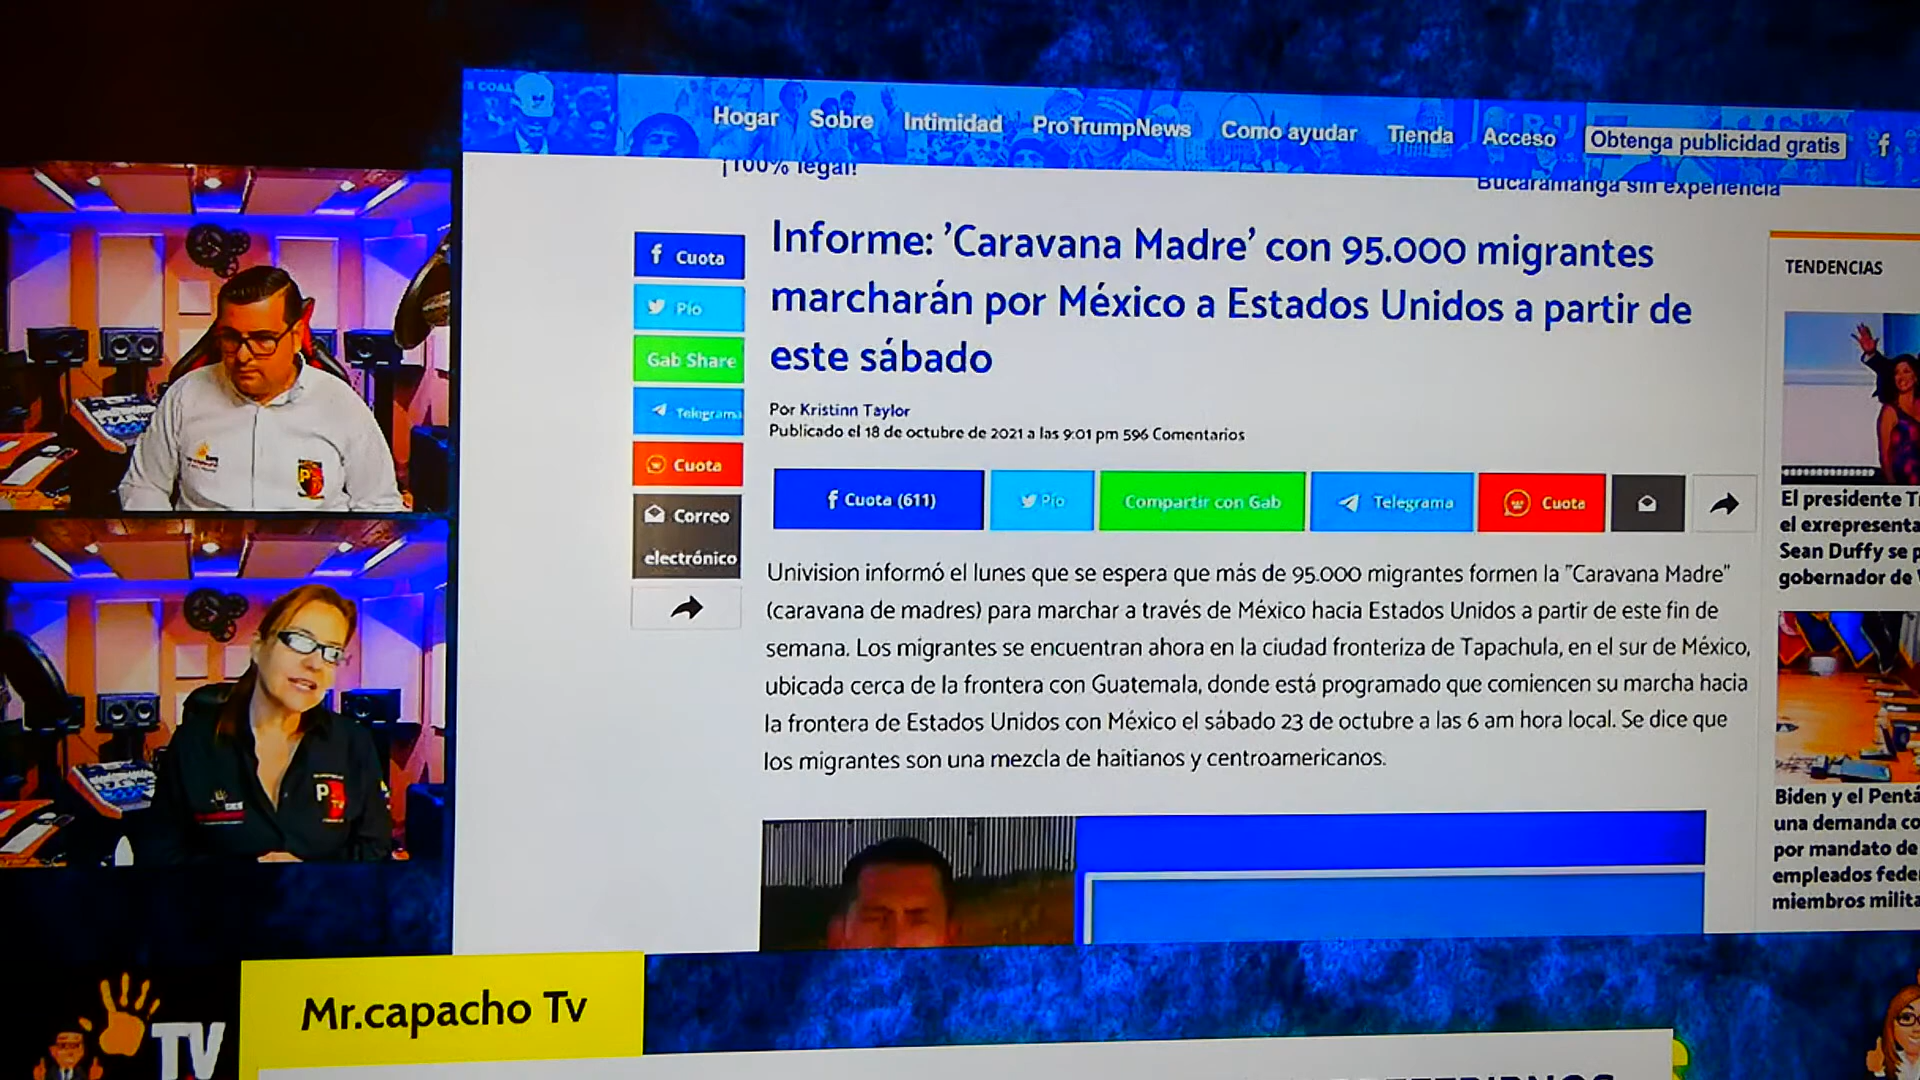 Hogar Sobre Intimidad ProTrumpNews Como ayudar Tienda Acceso Obtenga publicidad gratis
¡100% legal!
Bucaramanga sin experiencia
Informe: 'Caravana Madre' con 95.000 migrantes
marcharán por México a Estados Unidos a partir de
este sábado
Por Kristinn Taylor
Publicado el 18 de octubre de 2021 a las 9:01 pm 596 Comentarios
Cuota
Pío
Gab Share
Telegrama
Cuota
Correo
electrónico
Cuota (611) Pío Compartir con Gab Telegrama Cuota
Univision informó el lunes que se espera que más de 95.000 migrantes formen la "Caravana Madre"
(caravana de madres) para marchar a través de México hacia Estados Unidos a partir de este fin de
semana. Los migrantes se encuentran ahora en la ciudad fronteriza de Tapachula, en el sur de México,
ubicada cerca de la frontera con Guatemala, donde está programado que comiencen su marcha hacia
la frontera de Estados Unidos con México el sábado 23 de octubre a las 6 am hora local. Se dice que
los migrantes son una mezcla de haitianos y centroamericanos.
TENDENCIAS
El presidente
el exrepresenta
Sean Duffy se
gobernador de
Biden y el Pentá
una demanda co
por mandato de
empleados fede
miembros milita
Mr.capacho Tv
TV